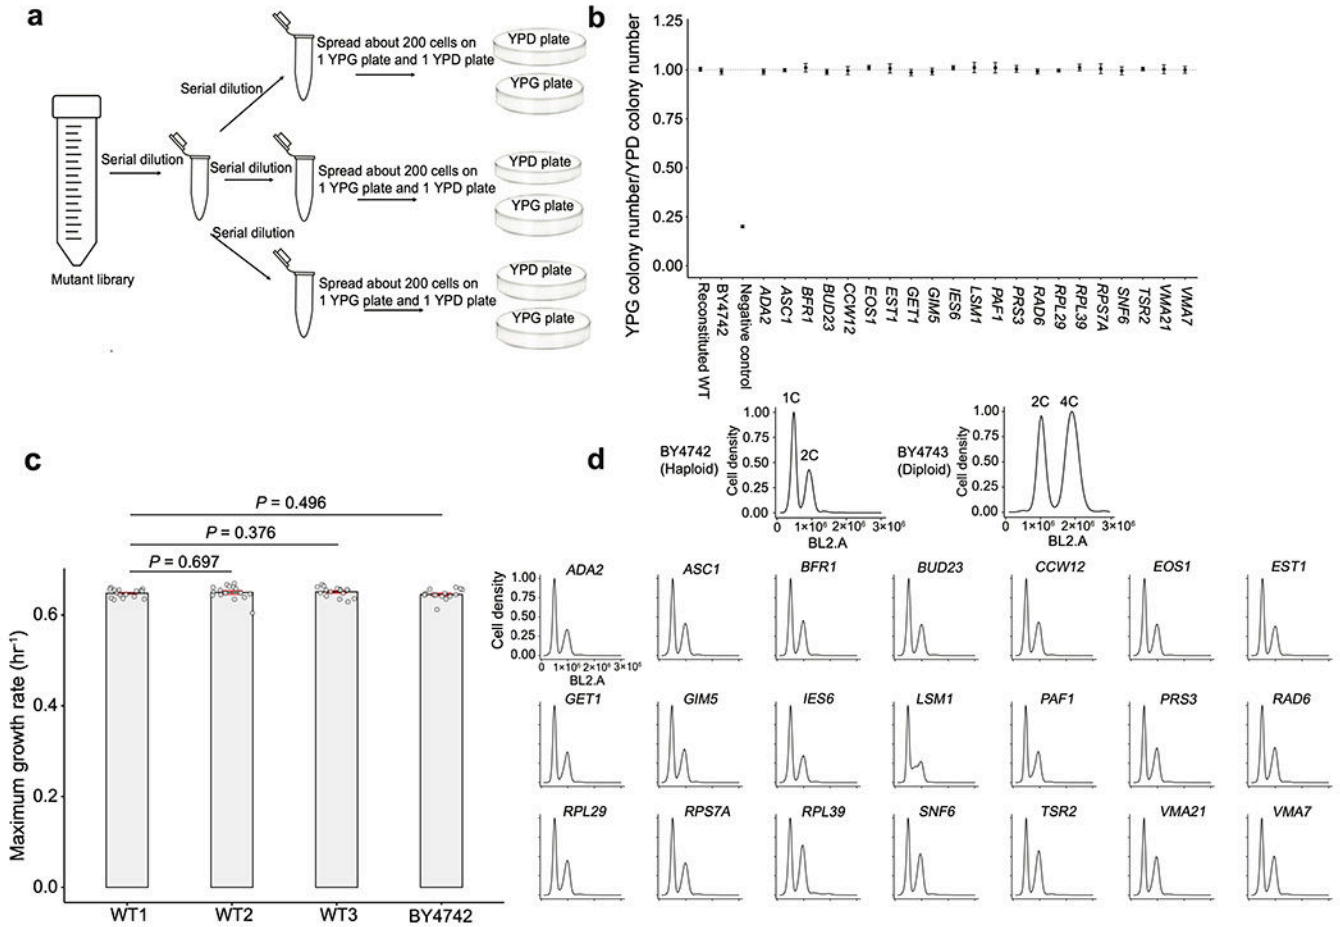 a
Spread about 200 cells on
1 YPG plate and 1 YPD plate
YPD plate
YPG plate
Serial dilution
Serial dilution
Serial dilution
Spread about 200 cells on
1 YPG plate and 1 YPD plate
YPD plate
YPG plate
Serial dilution
Mutant library
Spread about 200 cells on
1 YPG plate and 1 YPD plate
YPD plate
YPG plate
b
YPG colony number/YPD colony number
1.25
1.00
0.75
0.50
0.25
0.00
Reconstituted WT
BY4742
Negative control
ADA2
ASC1
BFR1
BUD23
CCW12
EOS1
EST1
GET1
GIM5
IES6
LSM1
PAF1
PRS3
RAD6
RPL29
RPL39
RPS7A
SNF6
TSR2
VMA21
VMA7
c
P = 0.496
P = 0.376
P = 0.697
Maximum growth rate (hr⁻¹)
0.6
0.4
0.2
0.0
WT1 WT2 WT3 BY4742
d
BY4742
(Haploid)
Cell density
1.00
0.75
0.50
0.25
0.00
1C
2C
0 1×10⁶ 2×10⁶ 3×10⁶
BL2.A
BY4743
(Diploid)
Cell density
1.00
0.75
0.50
0.25
0.00
2C 4C
0 1×10⁶ 2×10⁶ 3×10⁶
BL2.A
ADA2 ASC1 BFR1 BUD23 CCW12 EOS1 EST1
Cell density
1.00
0.75
0.50
0.25
0.00
0 1×10⁶ 2×10⁶ 3×10⁶
BL2.A
GET1 GIM5 IES6 LSM1 PAF1 PRS3 RAD6
RPL29 RPS7A RPL39 SNF6 TSR2 VMA21 VMA7